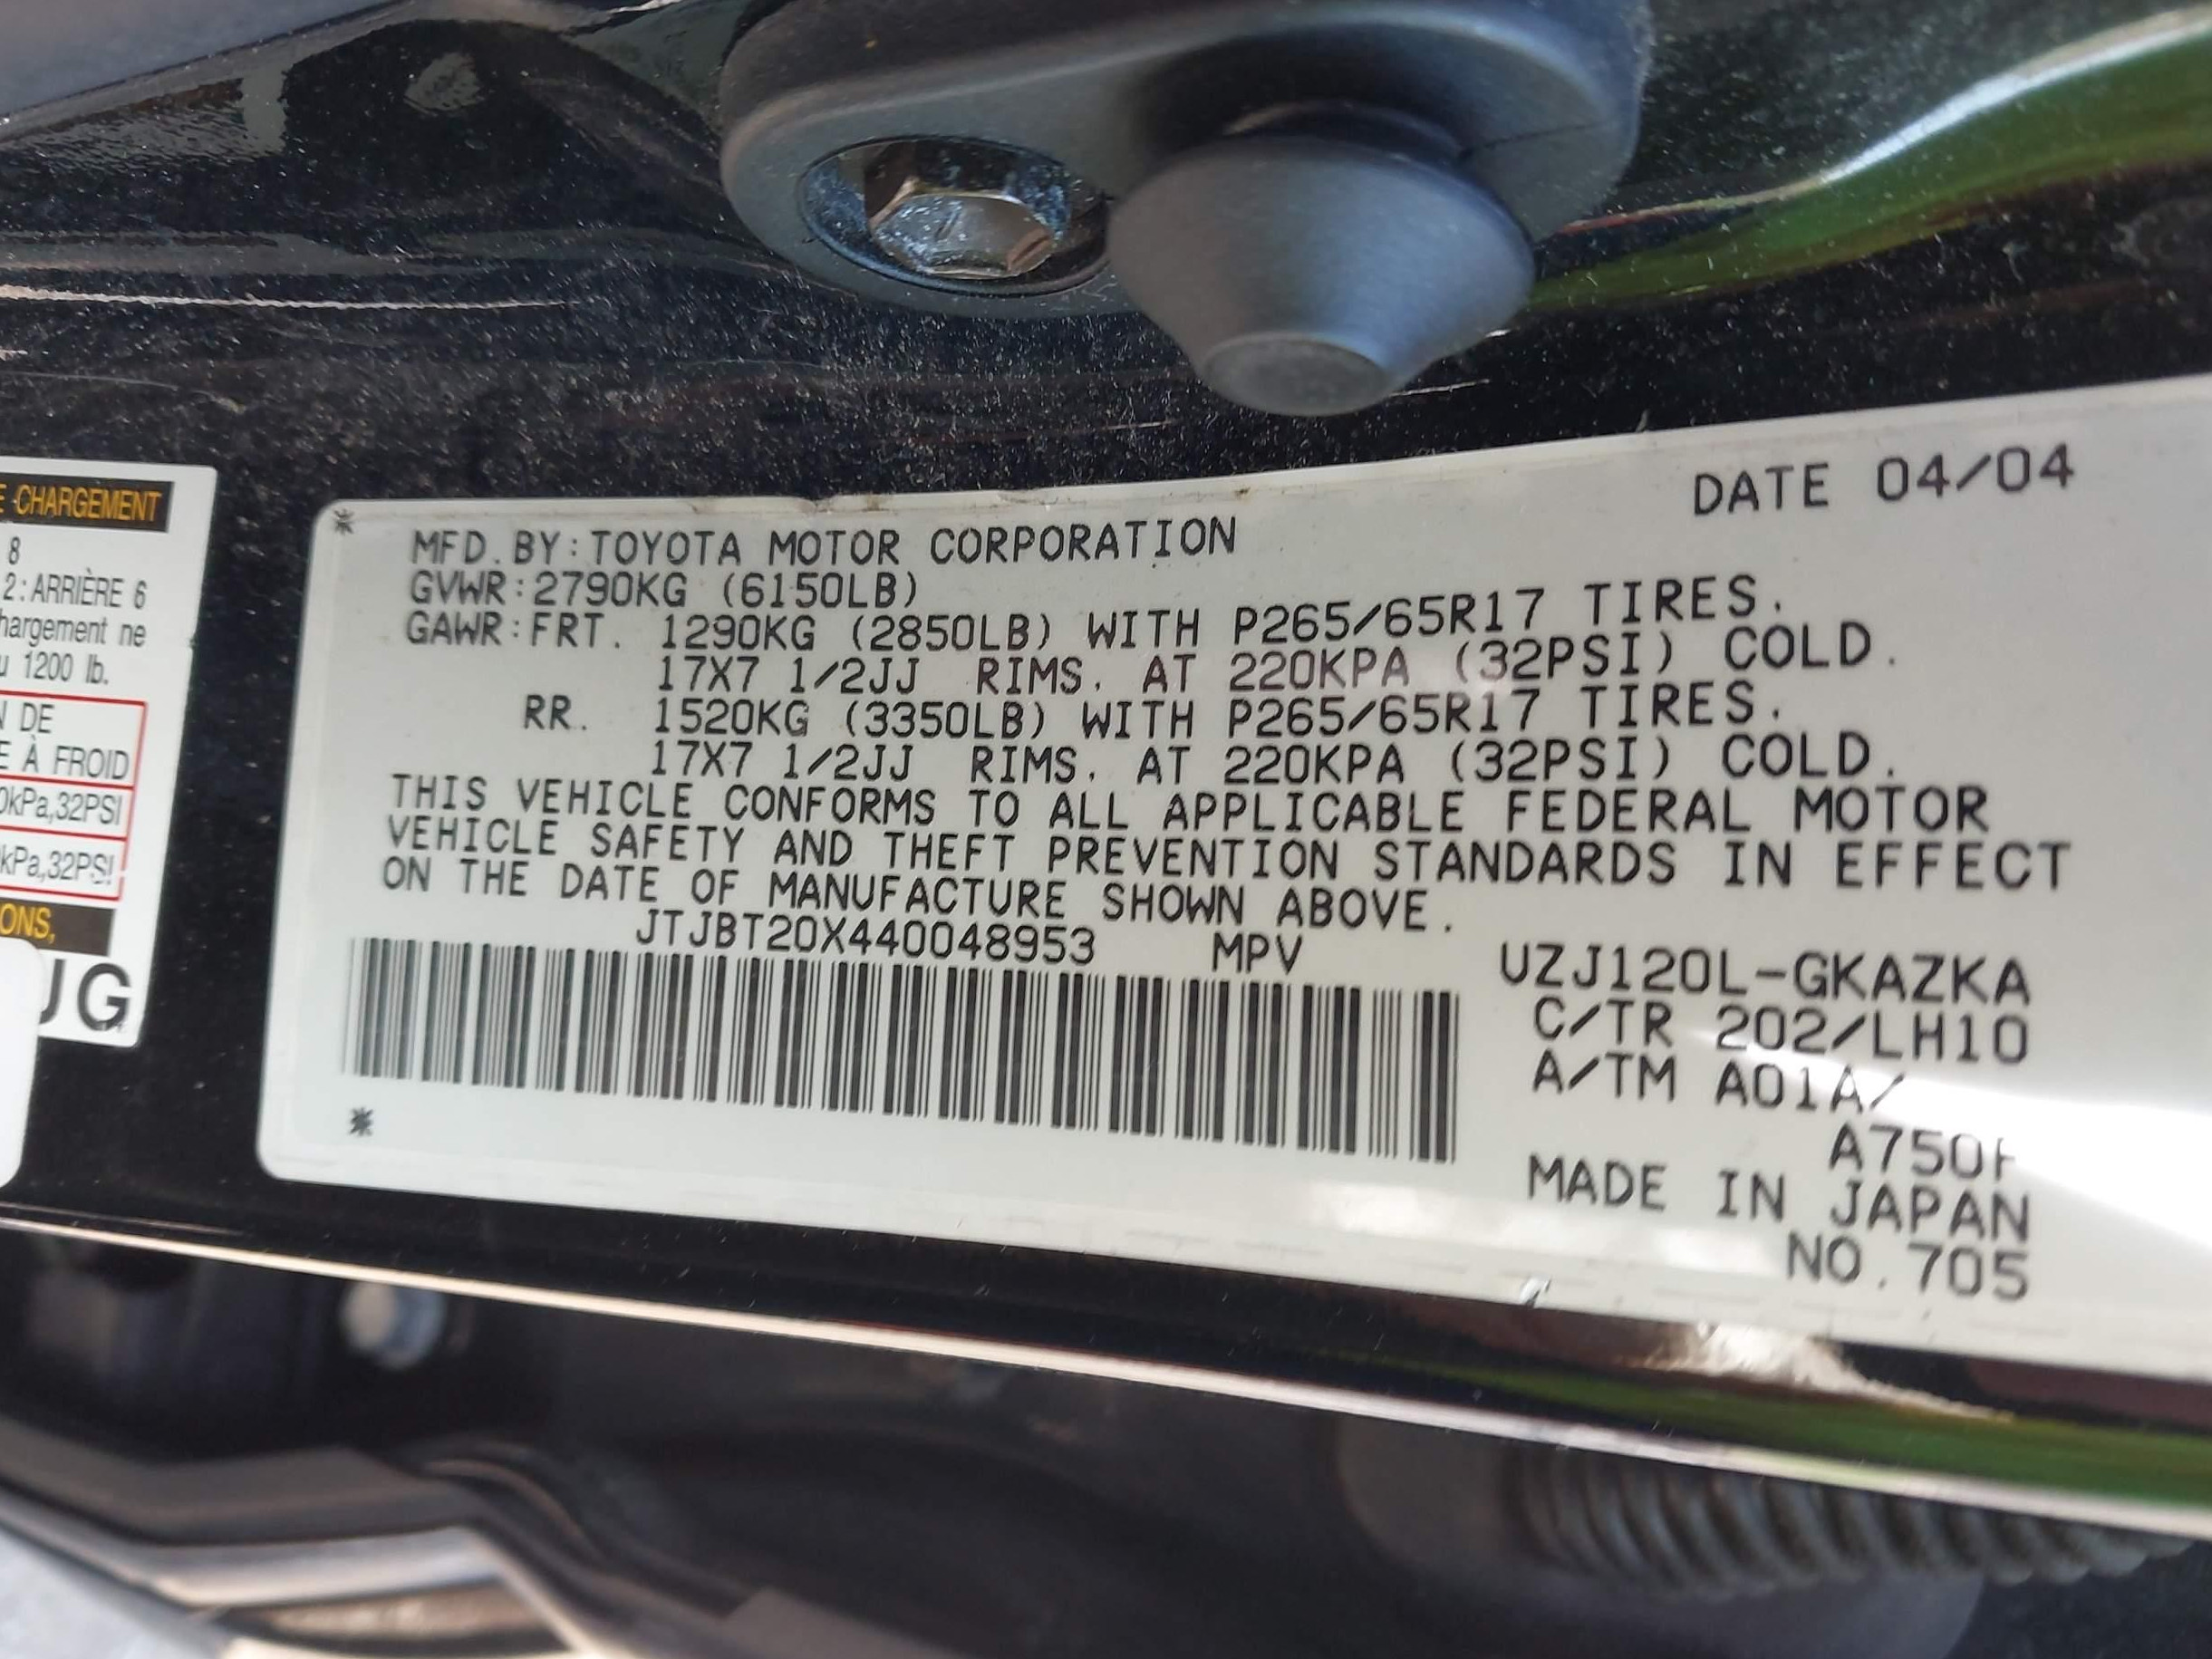 E CHARGEMENT
8
2:ARRIÈRE 6
hargement ne
u 1200 lb.
N DE
E À FROID
0kPa,32PSI
kPa,32PSI
ONS,
UG
DATE 04/04
MFD.BY:TOYOTA MOTOR CORPORATION
GVWR:2790KG (6150LB)
GAWR:FRT. 1290KG (2850LB) WITH P265/65R17 TIRES.
17X7 1/2JJ RIMS. AT 220KPA (32PSI) COLD.
RR. 1520KG (3350LB) WITH P265/65R17 TIRES.
17X7 1/2JJ RIMS. AT 220KPA (32PSI) COLD.
THIS VEHICLE CONFORMS TO ALL APPLICABLE FEDERAL MOTOR
VEHICLE SAFETY AND THEFT PREVENTION STANDARDS IN EFFECT
ON THE DATE OF MANUFACTURE SHOWN ABOVE.
JTJBT20X440048953 MPV
UZJ120L-GKAZKA
C/TR 202/LH10
A/TM A01A/
A750F
MADE IN JAPAN
NO.705